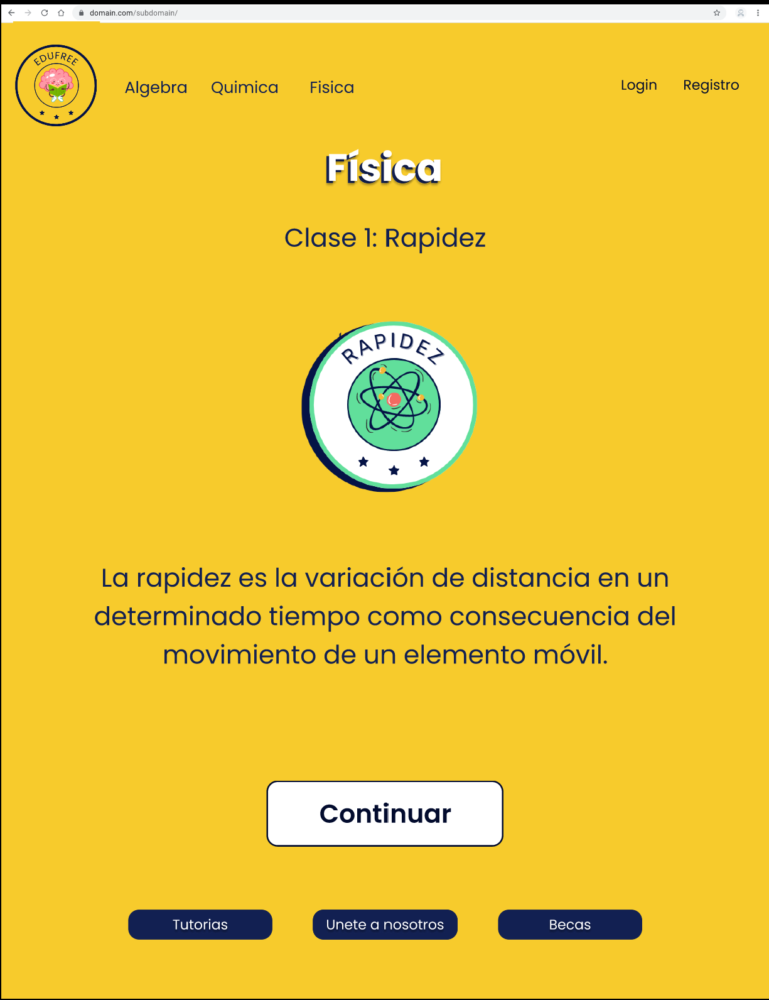 domain.com/subdomain/
EDUFREE
Algebra Quimica Fisica Login Registro
Física
Clase 1: Rapidez
RAPIDEZ
La rapidez es la variación de distancia en un
determinado tiempo como consecuencia del
movimiento de un elemento móvil.
Continuar
Tutorias Unete a nosotros Becas